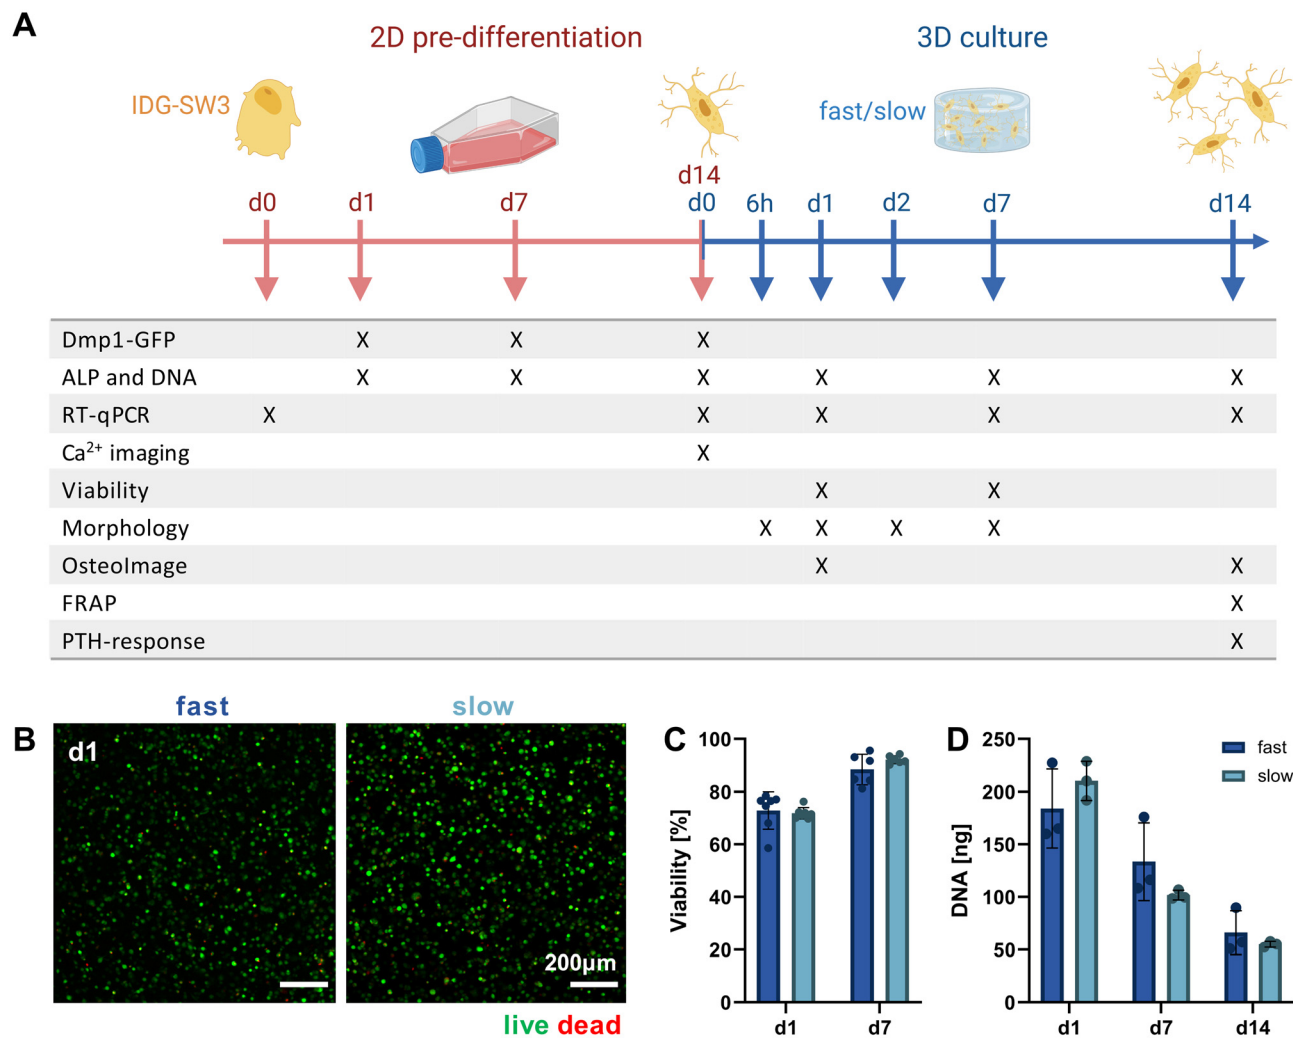 A
2D pre-differentiation
3D culture
IDG-SW3
fast/slow
d14
d0 d1 d7 d0 6h d1 d2 d7 d14
Dmp1-GFP X X X
ALP and DNA X X X X X X
RT-qPCR X X X X X
Ca²⁺ imaging X
Viability X X
Morphology X X X X
OsteoImage X X
FRAP X
PTH-response X
B
fast
slow
d1
200µm
live dead
C
100
80
60
40
20
0
Viability [%]
d1 d7
D
250
200
150
100
50
0
DNA [ng]
fast
slow
d1 d7 d14